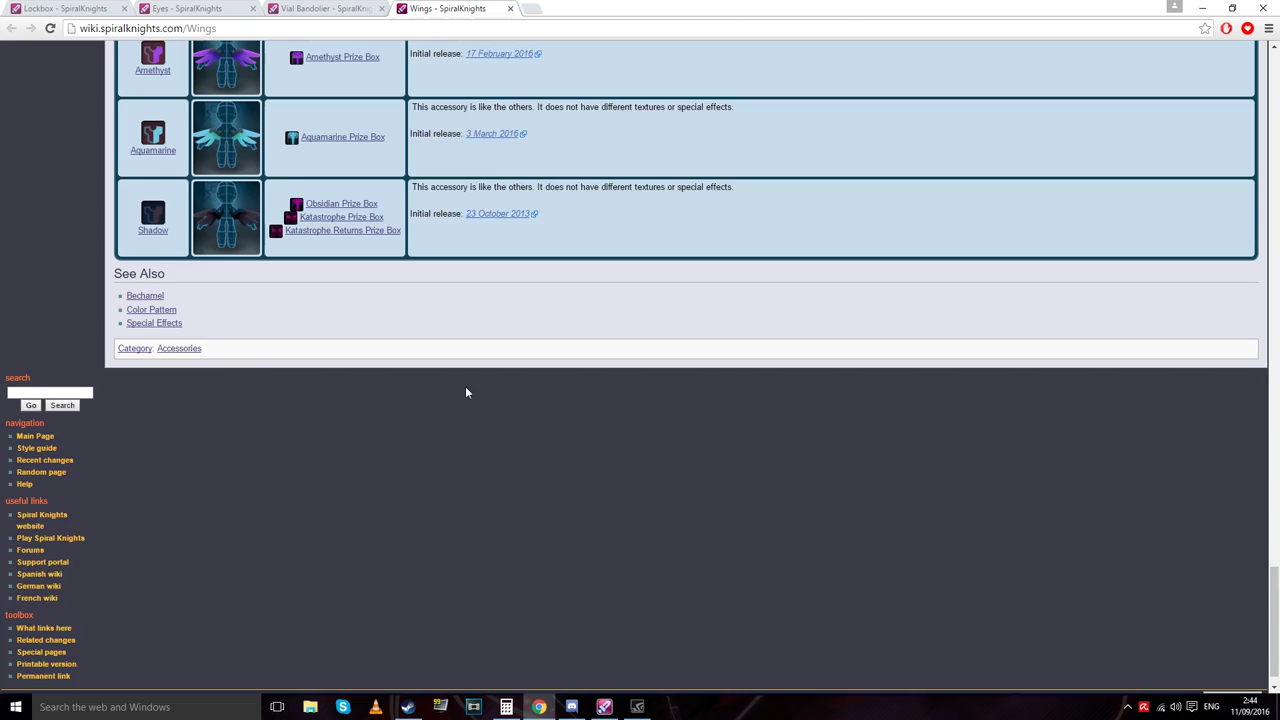 Lockbox - SpiralKnights
Eyes - SpiralKnights
Vial Bandolier - SpiralKnig
Wings - SpiralKnights
wiki.spiralknights.com/Wings
Amethyst
Amethyst Prize Box
Initial release: 17 February 2016
Aquamarine
Aquamarine Prize Box
This accessory is like the others. It does not have different textures or special effects.
Initial release: 3 March 2016
Shadow
Obsidian Prize Box
Katastrophe Prize Box
Katastrophe Returns Prize Box
This accessory is like the others. It does not have different textures or special effects.
Initial release: 23 October 2013
See Also
Bechamel
Color Pattern
Special Effects
Category: Accessories
search
Go
Search
navigation
Main Page
Style guide
Recent changes
Random page
Help
useful links
Spiral Knights
website
Play Spiral Knights
Forums
Support portal
Spanish wiki
German wiki
French wiki
toolbox
What links here
Related changes
Special pages
Printable version
Permanent link
Search the web and Windows
ENG
2:44
11/09/2016